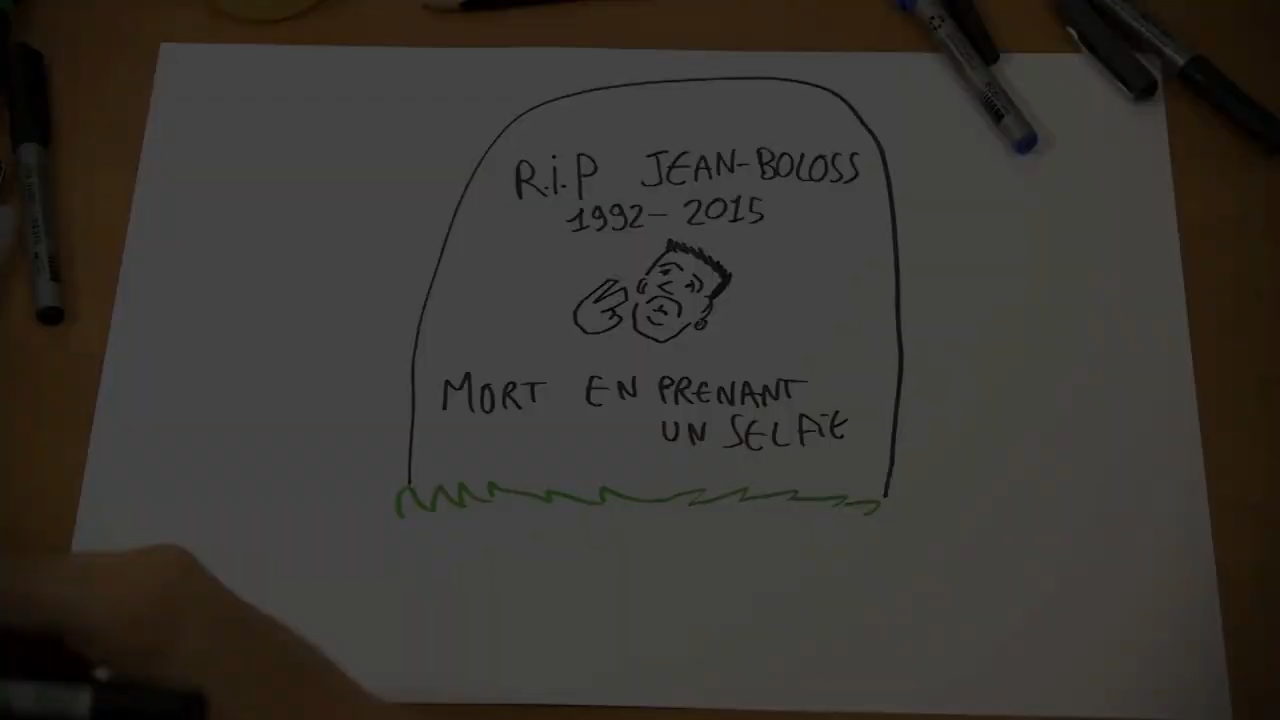 R.i.P JEAN-BOLOSS
1992-2015
MORT EN PRENANT
UN SELFIE